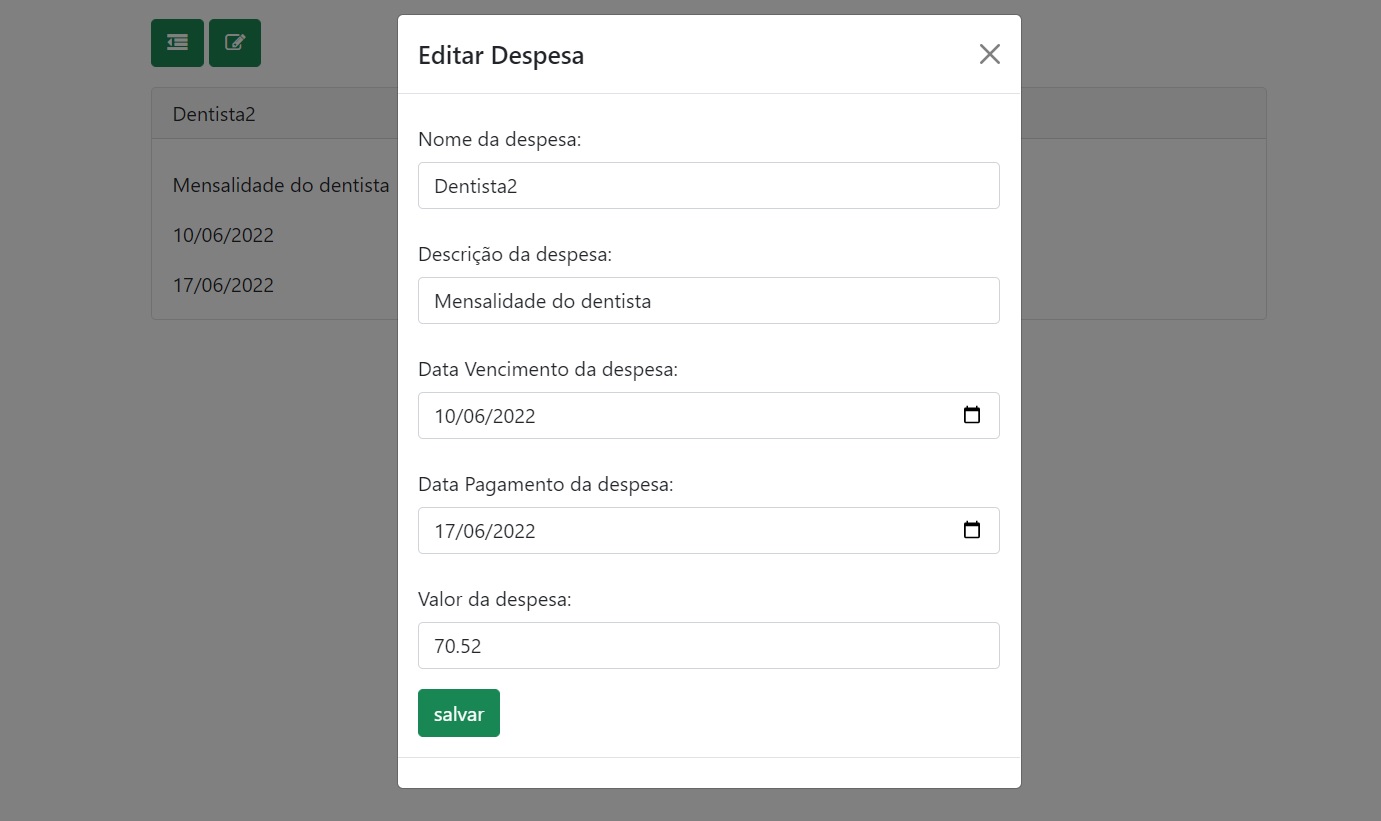 Editar Despesa
Dentista2
Mensalidade do dentista
10/06/2022
17/06/2022
Nome da despesa:
Dentista2
Descrição da despesa:
Mensalidade do dentista
Data Vencimento da despesa:
10/06/2022
Data Pagamento da despesa:
17/06/2022
Valor da despesa:
70.52
salvar